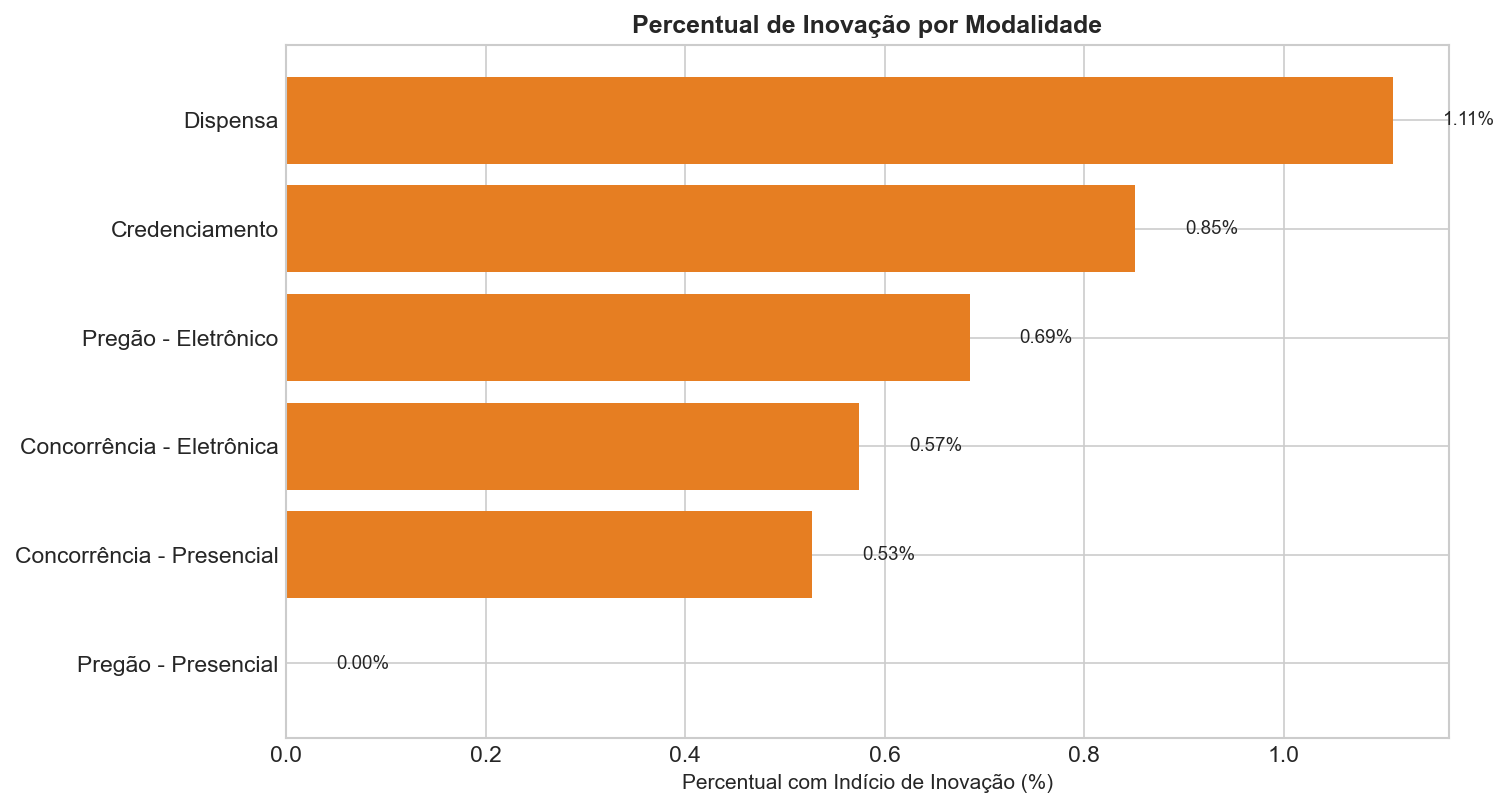 Percentual de Inovação por Modalidade
Dispensa
1.11%
Credenciamento
0.85%
Pregão - Eletrônico
0.69%
Concorrência - Eletrônica
0.57%
Concorrência - Presencial
0.53%
Pregão - Presencial
0.00%
0.0 0.2 0.4 0.6 0.8 1.0
Percentual com Indício de Inovação (%)